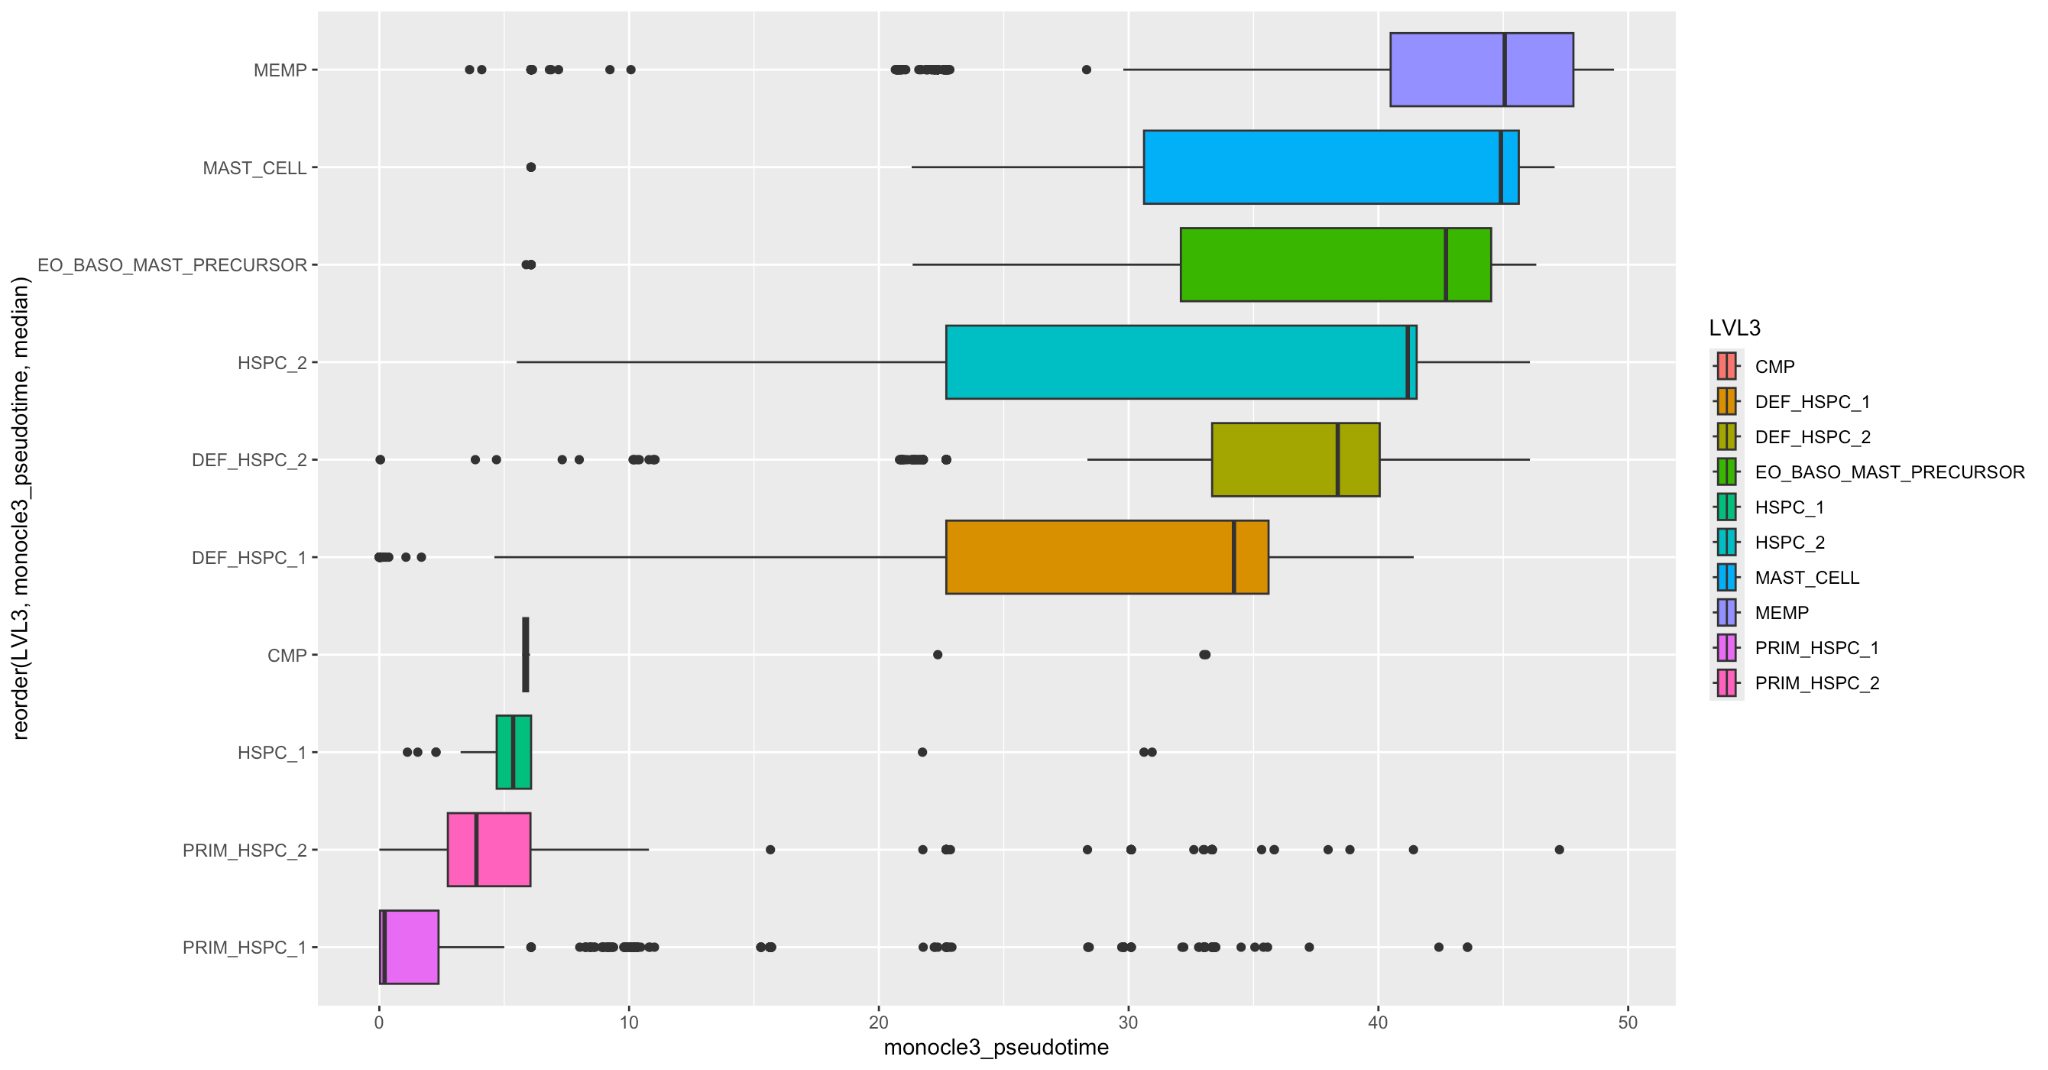 reorder(LVL3, monocle3_pseudotime, median)
MEMP
MAST_CELL
EO_BASO_MAST_PRECURSOR
HSPC_2
DEF_HSPC_2
DEF_HSPC_1
CMP
HSPC_1
PRIM_HSPC_2
PRIM_HSPC_1
0 10 20 30 40 50
monocle3_pseudotime
LVL3
CMP
DEF_HSPC_1
DEF_HSPC_2
EO_BASO_MAST_PRECURSOR
HSPC_1
HSPC_2
MAST_CELL
MEMP
PRIM_HSPC_1
PRIM_HSPC_2